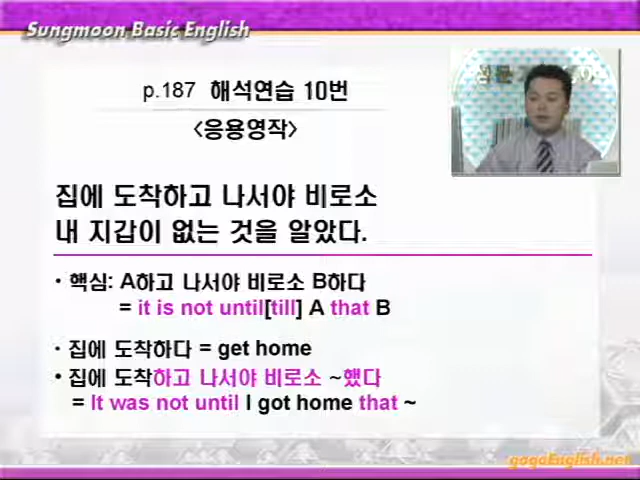 Sungmoon Basic English
p.187 해석연습 10번
<응용영작>
집에 도착하고 나서야 비로소
내 지갑이 없는 것을 알았다.
• 핵심: A하고 나서야 비로소 B하다
= it is not until[till] A that B
• 집에 도착하다 = get home
• 집에 도착하고 나서야 비로소 ~했다
= It was not until I got home that ~
gogoEnglish.net